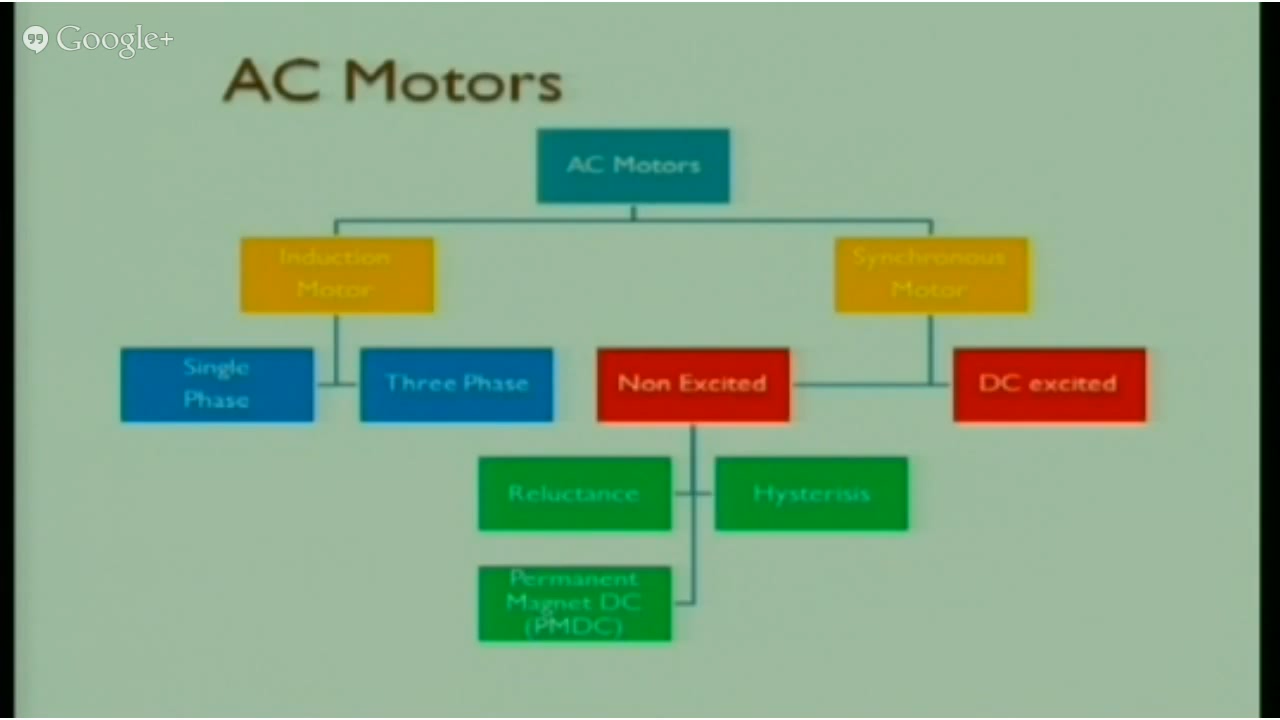 Google+
AC Motors
AC Motors
Induction
Motor
Synchronous
Motor
Single
Phase
Three Phase
Non Excited
DC excited
Reluctance
Hysterisis
Permanent
Magnet DC
(PMDC)